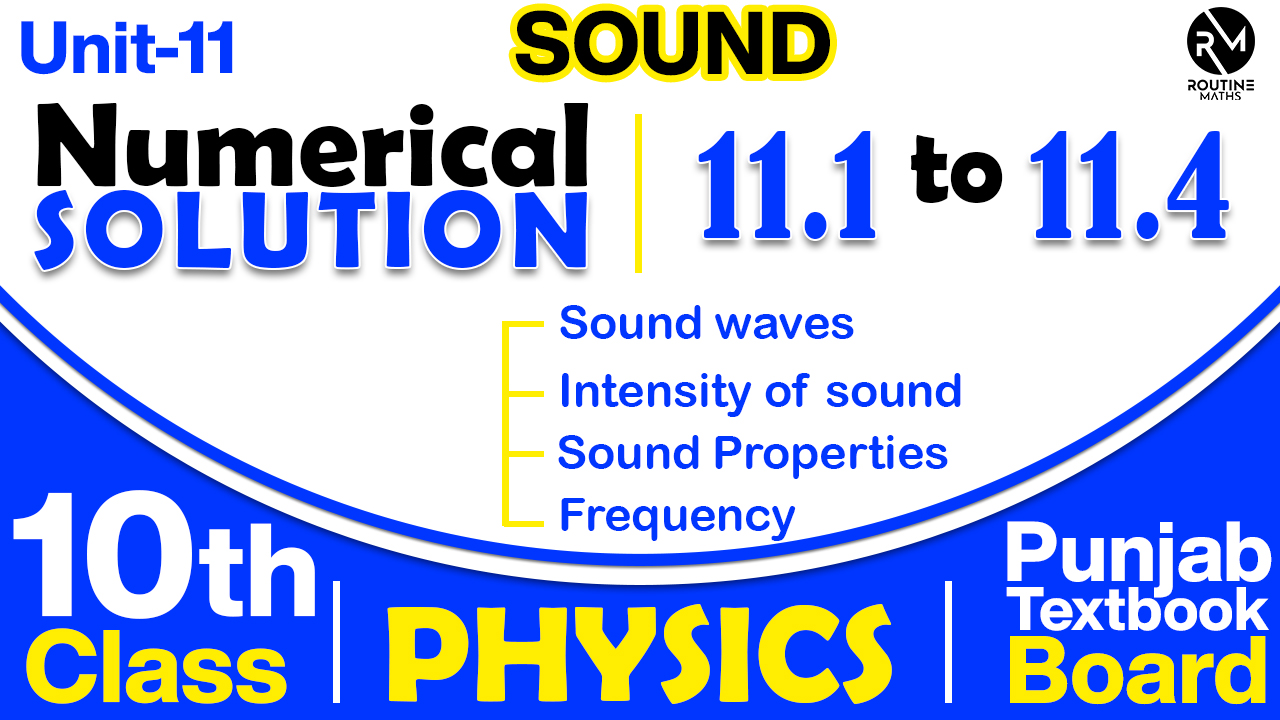 Unit-11
SOUND
RM
ROUTINE
MATHS
Numerical
SOLUTION
11.1 to 11.4
Sound waves
Intensity of sound
Sound Properties
Frequency
10th
Class
PHYSICS
Punjab
Textbook
Board